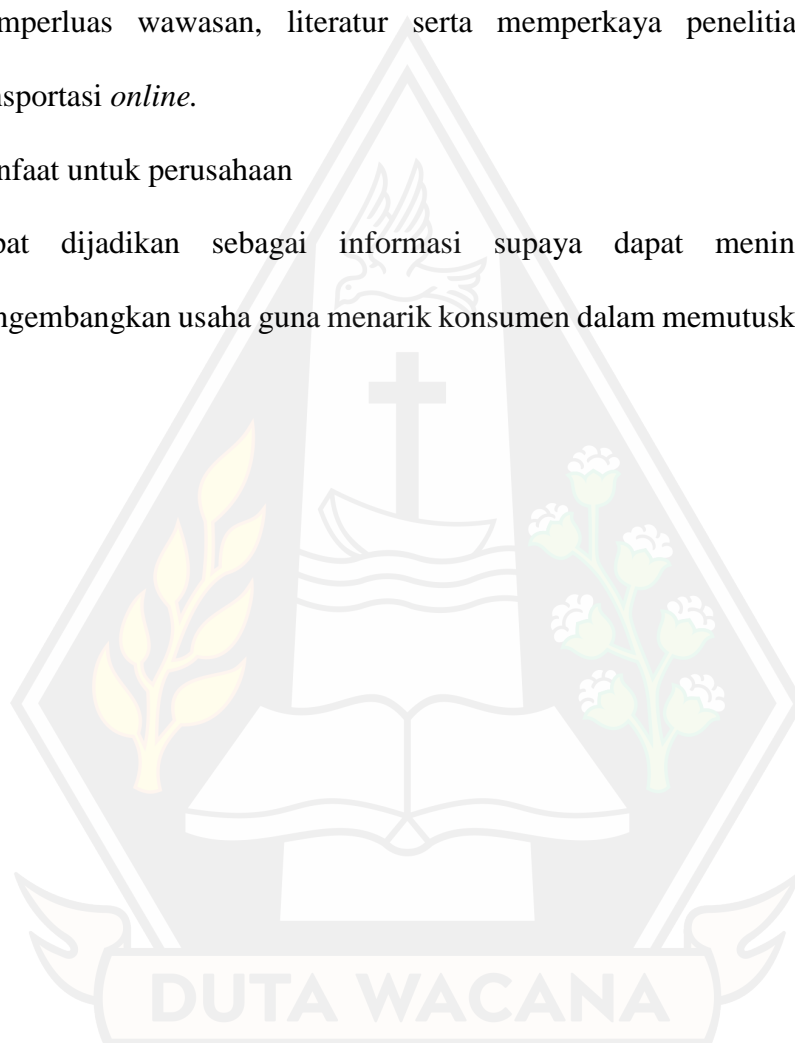 mperluas wawasan, literatur serta memperkaya penelitia
nsportasi online.
nfaat untuk perusahaan
pat dijadikan sebagai informasi supaya dapat menin
ngembangkan usaha guna menarik konsumen dalam memutusk
DUTA WACANA